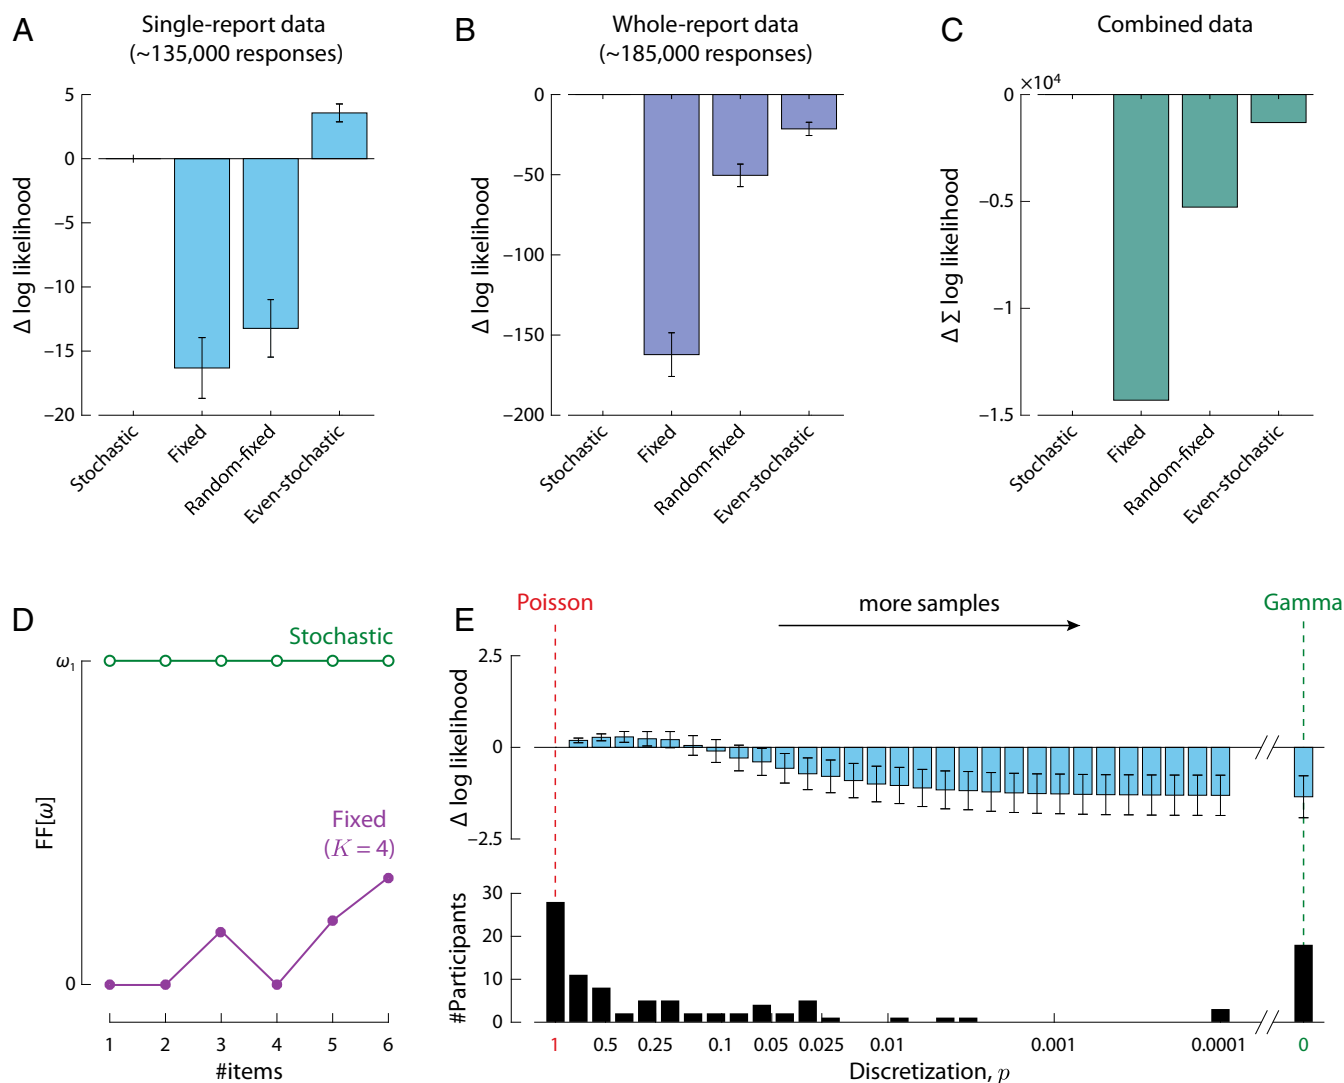 A
Single-report data
(~135,000 responses)
5
0
−5
−10
−15
−20
Δ log likelihood
Stochastic
Fixed
Random-fixed
Even-stochastic
B
Whole-report data
(~185,000 responses)
0
−50
−100
−150
−200
Δ log likelihood
Stochastic
Fixed
Random-fixed
Even-stochastic
C
Combined data
×10⁴
0
−0.5
−1
−1.5
Δ Σ log likelihood
Stochastic
Fixed
Random-fixed
Even-stochastic
D
Stochastic
ω₁
FF[ω]
Fixed
(K = 4)
0
1 2 3 4 5 6
#items
E
Poisson
more samples
Gamma
2.5
0
−2.5
Δ log likelihood
30
20
10
0
#Participants
1 0.5 0.25 0.1 0.05 0.025 0.01 0.001 0.0001 0
Discretization, p